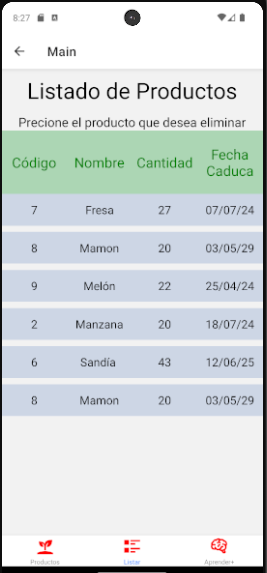 8:27
Main
Listado de Productos
Precione el producto que desea eliminar
Código Nombre Cantidad Fecha Caduca
7 Fresa 27 07/07/24
8 Mamon 20 03/05/29
9 Melón 22 25/04/24
2 Manzana 20 18/07/24
6 Sandía 43 12/06/25
8 Mamon 20 03/05/29
Productos Listar Aprender+